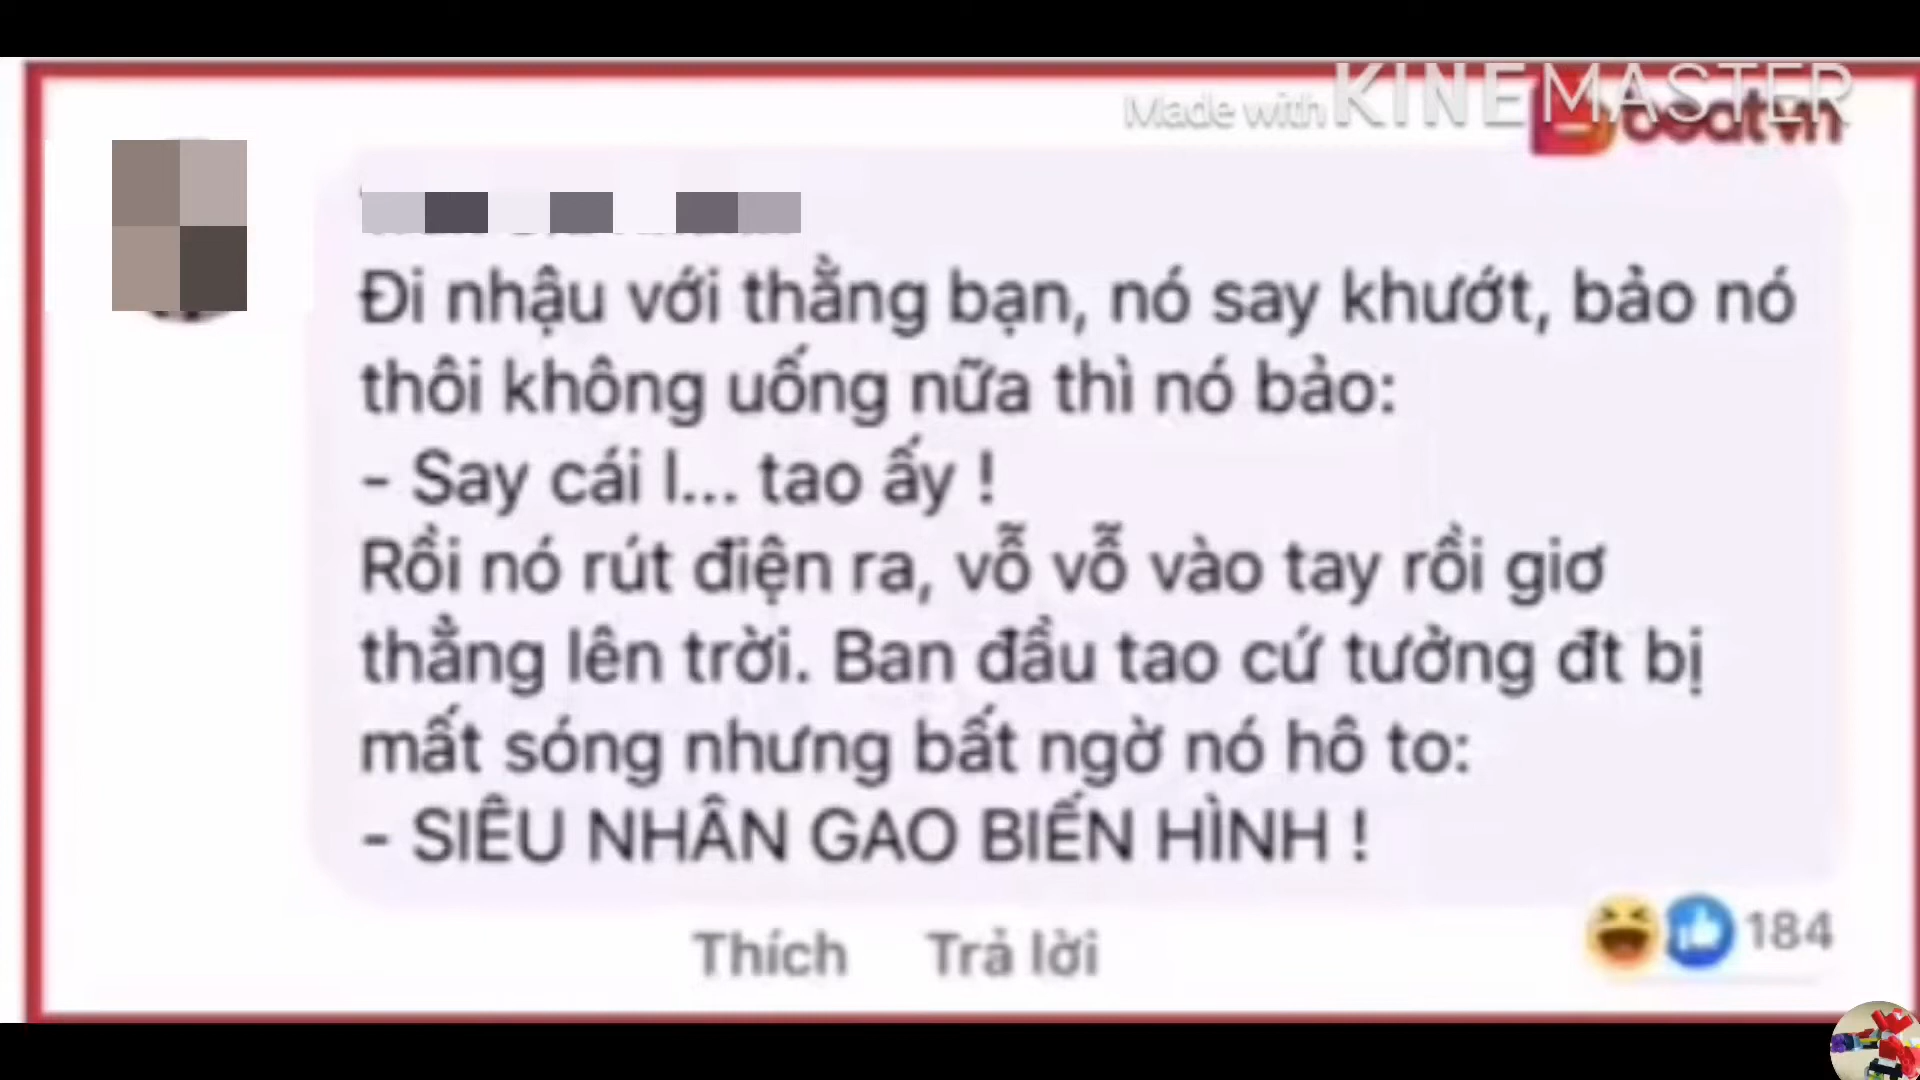 Made with KINEMASTER
beatvn
Đi nhậu với thằng bạn, nó say khướt, bảo nó
thôi không uống nữa thì nó bảo:
- Say cái l... tao ấy !
Rồi nó rút điện ra, vỗ vỗ vào tay rồi giơ
thẳng lên trời. Ban đầu tao cứ tưởng đt bị
mất sóng nhưng bất ngờ nó hô to:
- SIÊU NHÂN GAO BIẾN HÌNH !
Thích Trả lời 184